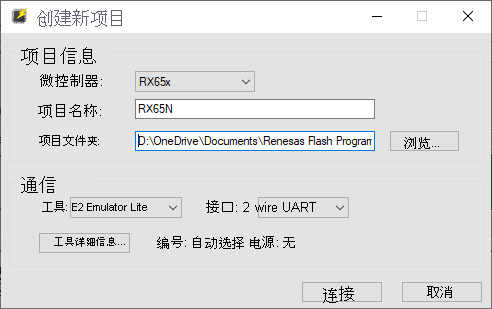 创建新项目
项目信息
微控制器: RX65x
项目名称: RX65N
项目文件夹: D:\OneDrive\Documents\Renesas Flash Program 浏览...
通信
工具: E2 Emulator Lite 接口: 2 wire UART
工具详细信息... 编号: 自动选择 电源: 无
连接 取消